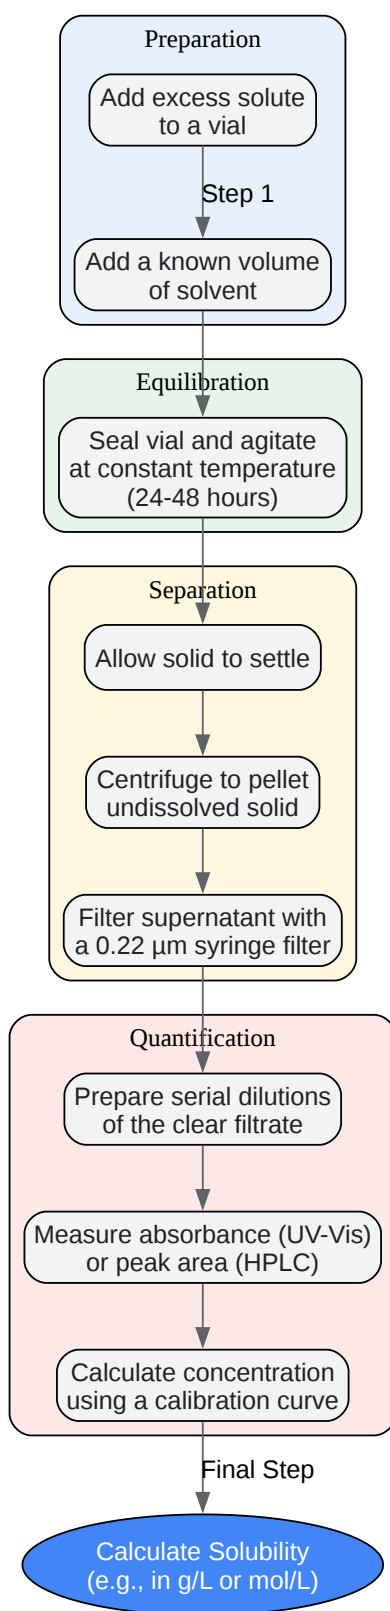 Preparation
Add excess solute
to a vial
Step 1
Add a known volume
of solvent
Equilibration
Seal vial and agitate
at constant temperature
(24-48 hours)
Separation
Allow solid to settle
Centrifuge to pellet
undissolved solid
Filter supernatant with
a 0.22 µm syringe filter
Quantification
Prepare serial dilutions
of the clear filtrate
Measure absorbance (UV-Vis)
or peak area (HPLC)
Calculate concentration
using a calibration curve
Final Step
Calculate Solubility
(e.g., in g/L or mol/L)